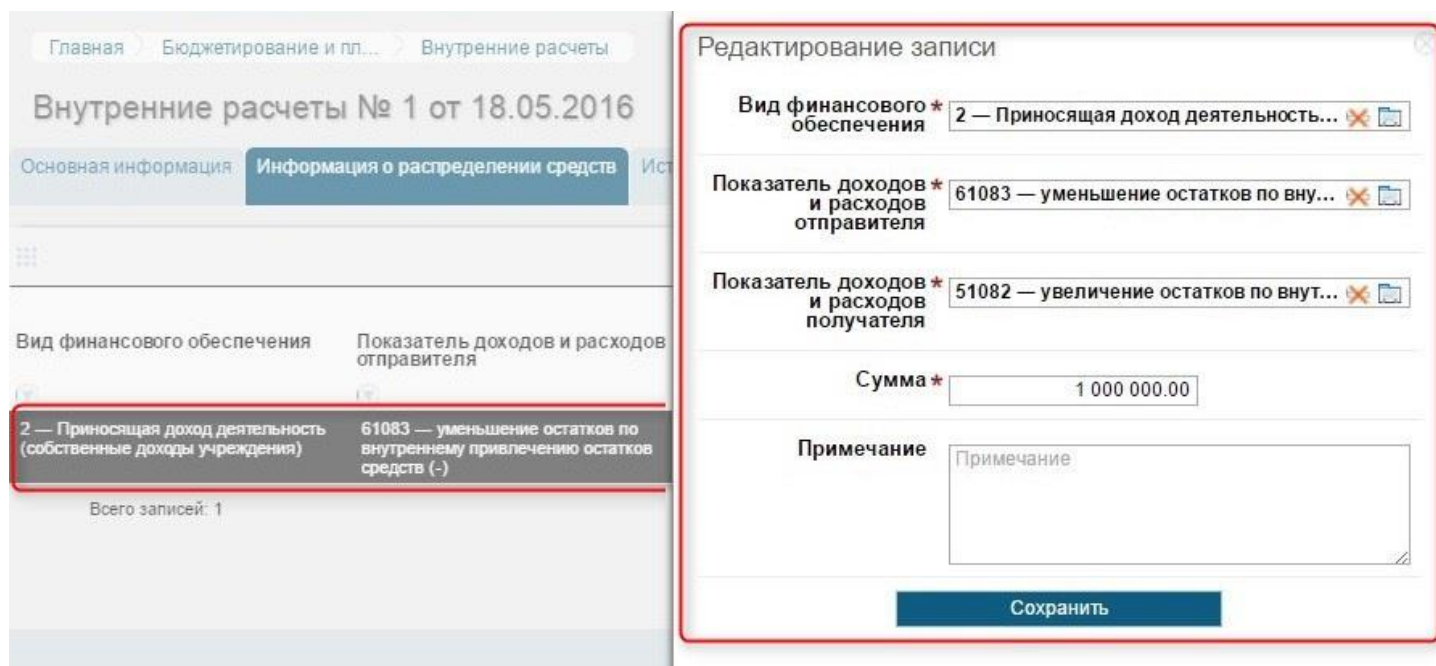 Главная Бюджетирование и пл... Внутренние расчеты
Внутренние расчеты № 1 от 18.05.2016
Основная информация Информация о распределении средств Ист
Вид финансового обеспечения Показатель доходов и расходов
отправителя
2 — Приносящая доход деятельность
(собственные доходы учреждения)
61083 — уменьшение остатков по
внутреннему привлечению остатков
средств (-)
Всего записей: 1
Редактирование записи
Вид финансового *
обеспечения
2 — Приносящая доход деятельность...
Показатель доходов *
и расходов
отправителя
61083 — уменьшение остатков по вну...
Показатель доходов *
и расходов
получателя
51082 — увеличение остатков по внут...
Сумма *
1 000 000.00
Примечание
Примечание
Сохранить